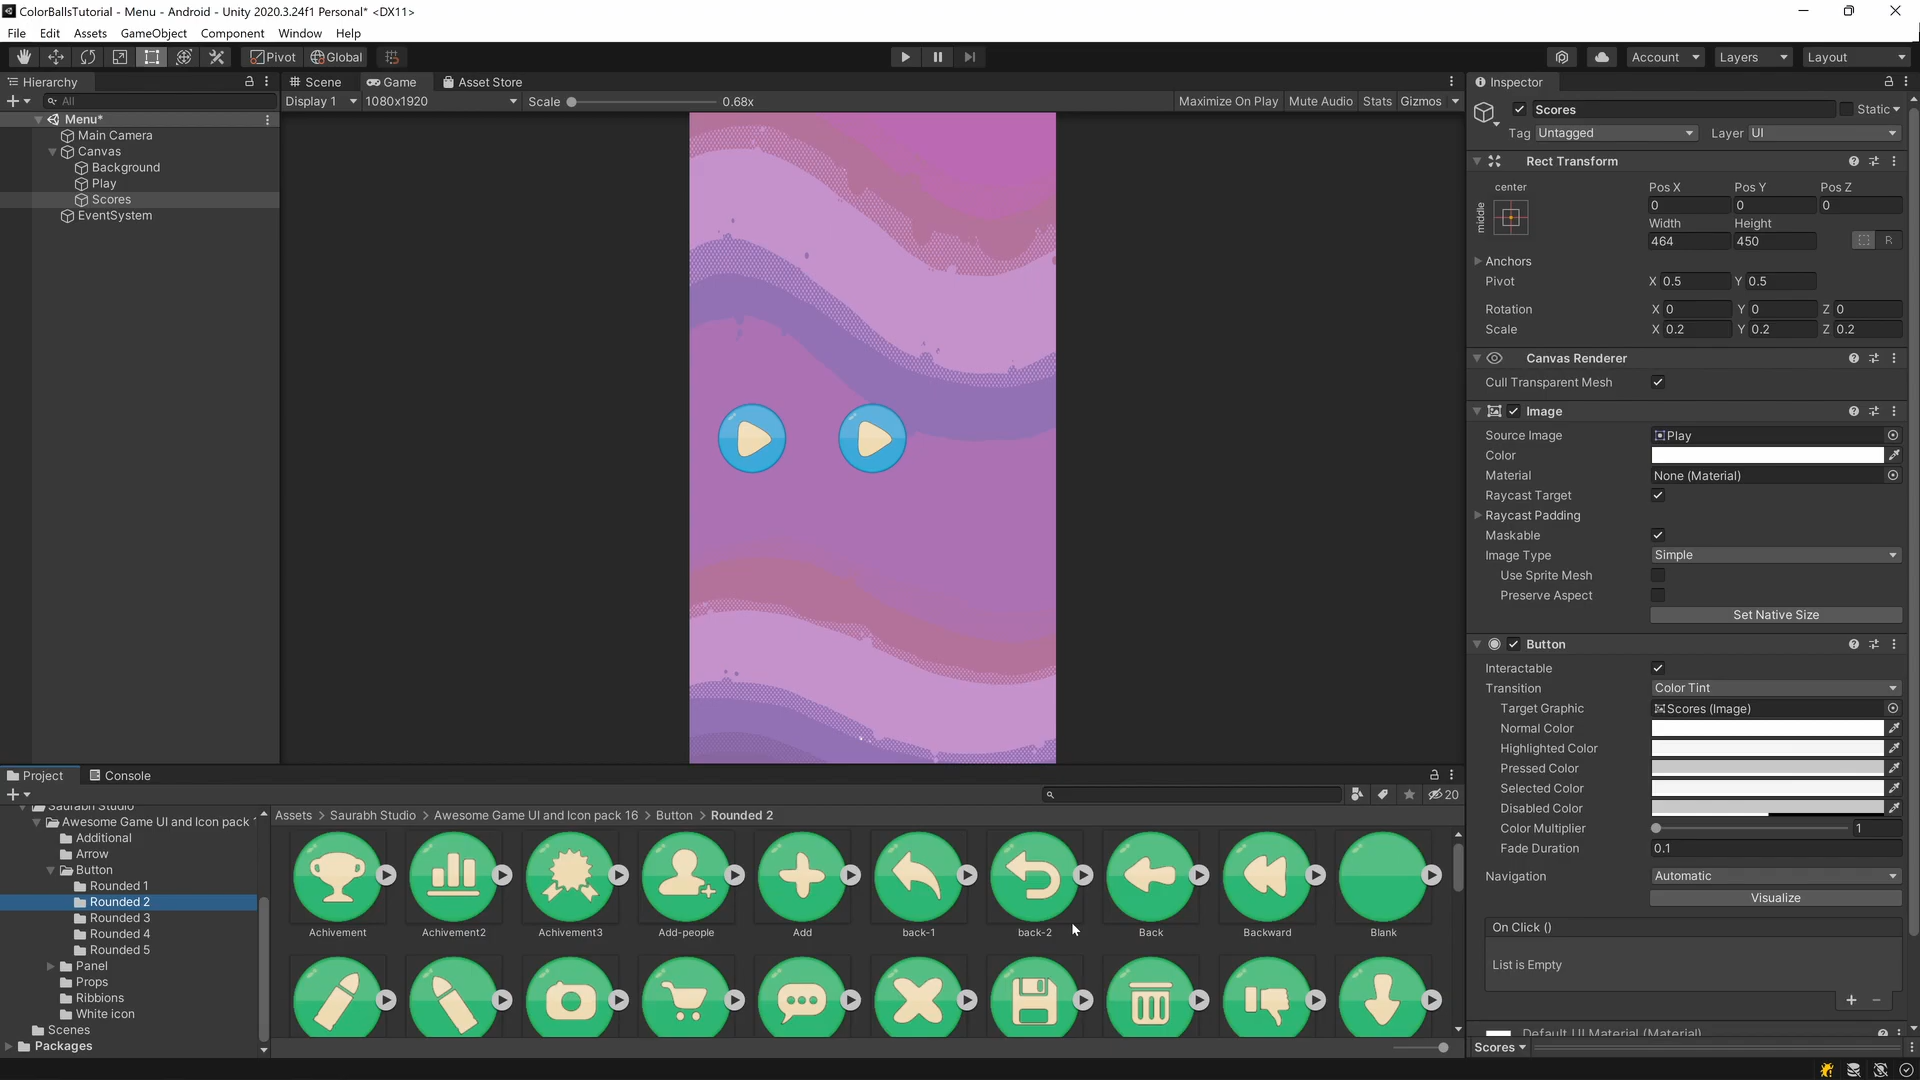 ColorBallsTutorial - Menu - Android - Unity 2020.3.24f1 Personal* <DX11>
File Edit Assets GameObject Component Window Help
Pivot Global Account Layers Layout
Hierarchy
All
Menu*
Main Camera
Canvas
Background
Play
Scores
EventSystem
Scene Game Asset Store
Display 1 1080x1920 Scale 0.68x Maximize On Play Mute Audio Stats Gizmos
Inspector
Scores Static
Tag Untagged Layer UI
Rect Transform
center
middle
Pos X Pos Y Pos Z
0 0 0
Width Height
464 450 R
Anchors
Pivot X 0.5 Y 0.5
Rotation X 0 Y 0 Z 0
Scale X 0.2 Y 0.2 Z 0.2
Canvas Renderer
Cull Transparent Mesh
Image
Source Image Play
Color
Material None (Material)
Raycast Target
Raycast Padding
Maskable
Image Type Simple
Use Sprite Mesh
Preserve Aspect
Set Native Size
Button
Interactable
Transition Color Tint
Target Graphic Scores (Image)
Normal Color
Highlighted Color
Pressed Color
Selected Color
Disabled Color
Color Multiplier 1
Fade Duration 0.1
Navigation Automatic
Visualize
On Click ()
List is Empty
Default UI Material (Material)
Scores
Project Console
20
Saurabh Studio
Awesome Game UI and Icon pack
Additional
Arrow
Button
Rounded 1
Rounded 2
Rounded 3
Rounded 4
Rounded 5
Panel
Props
Ribbions
White icon
Scenes
Packages
Assets > Saurabh Studio > Awesome Game UI and Icon pack 16 > Button > Rounded 2
Achivement Achivement2 Achivement3 Add-people Add back-1 back-2 Back Backward Blank